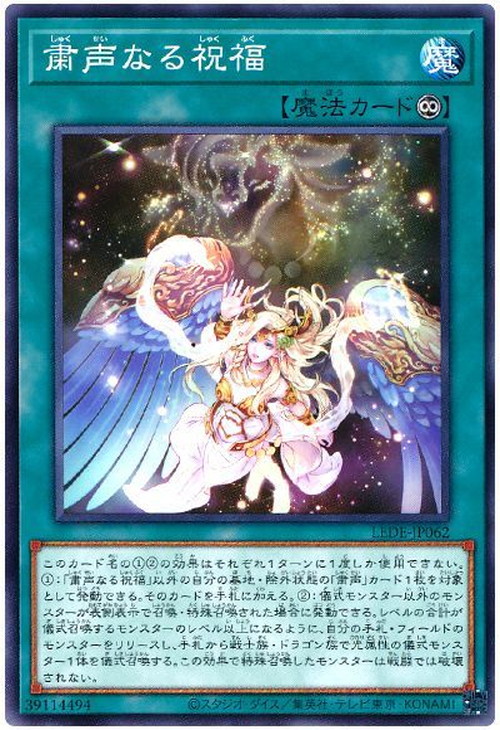 粛声なる祝福
魔
【魔法カード∞】
LEDE-JP062
このカード名の①②の効果はそれぞれ1ターンに1度しか使用できない。
①:「粛声なる祝福」以外の自分の墓地・除外状態の「粛声」カード1枚を対象
として発動できる。そのカードを手札に加える。②:儀式モンスター以外のモン
スターが表側表示で召喚・特殊召喚された場合に発動できる。レベルの合計が
儀式召喚するモンスターのレベル以上になるように、自分の手札・フィールド
のモンスターをリリースし、手札から戦士族・ドラゴン族で光属性の儀式モンス
ター1体を儀式召喚する。この効果で特殊召喚したモンスターは戦闘では破壊
されない。
39114494
©スタジオ・ダイス/集英社・テレビ東京・KONAMI